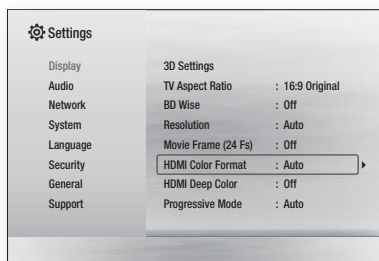 Settings
Display
Audio
Network
System
Language
Security
General
Support
3D Settings
TV Aspect Ratio : 16:9 Original
BD Wise : Off
Resolution : Auto
Movie Frame (24 Fs) : Off
HDMI Color Format : Auto
HDMI Deep Color : Off
Progressive Mode : Auto